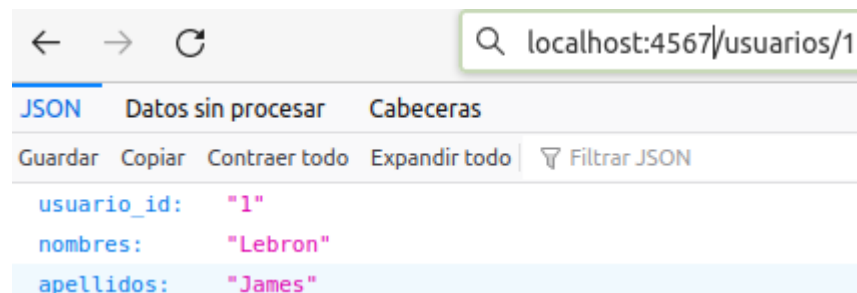 localhost:4567/usuarios/1
JSON Datos sin procesar Cabeceras
Guardar Copiar Contraer todo Expandir todo Filtrar JSON
usuario_id: "1"
nombres: "Lebron"
apellidos: "James"